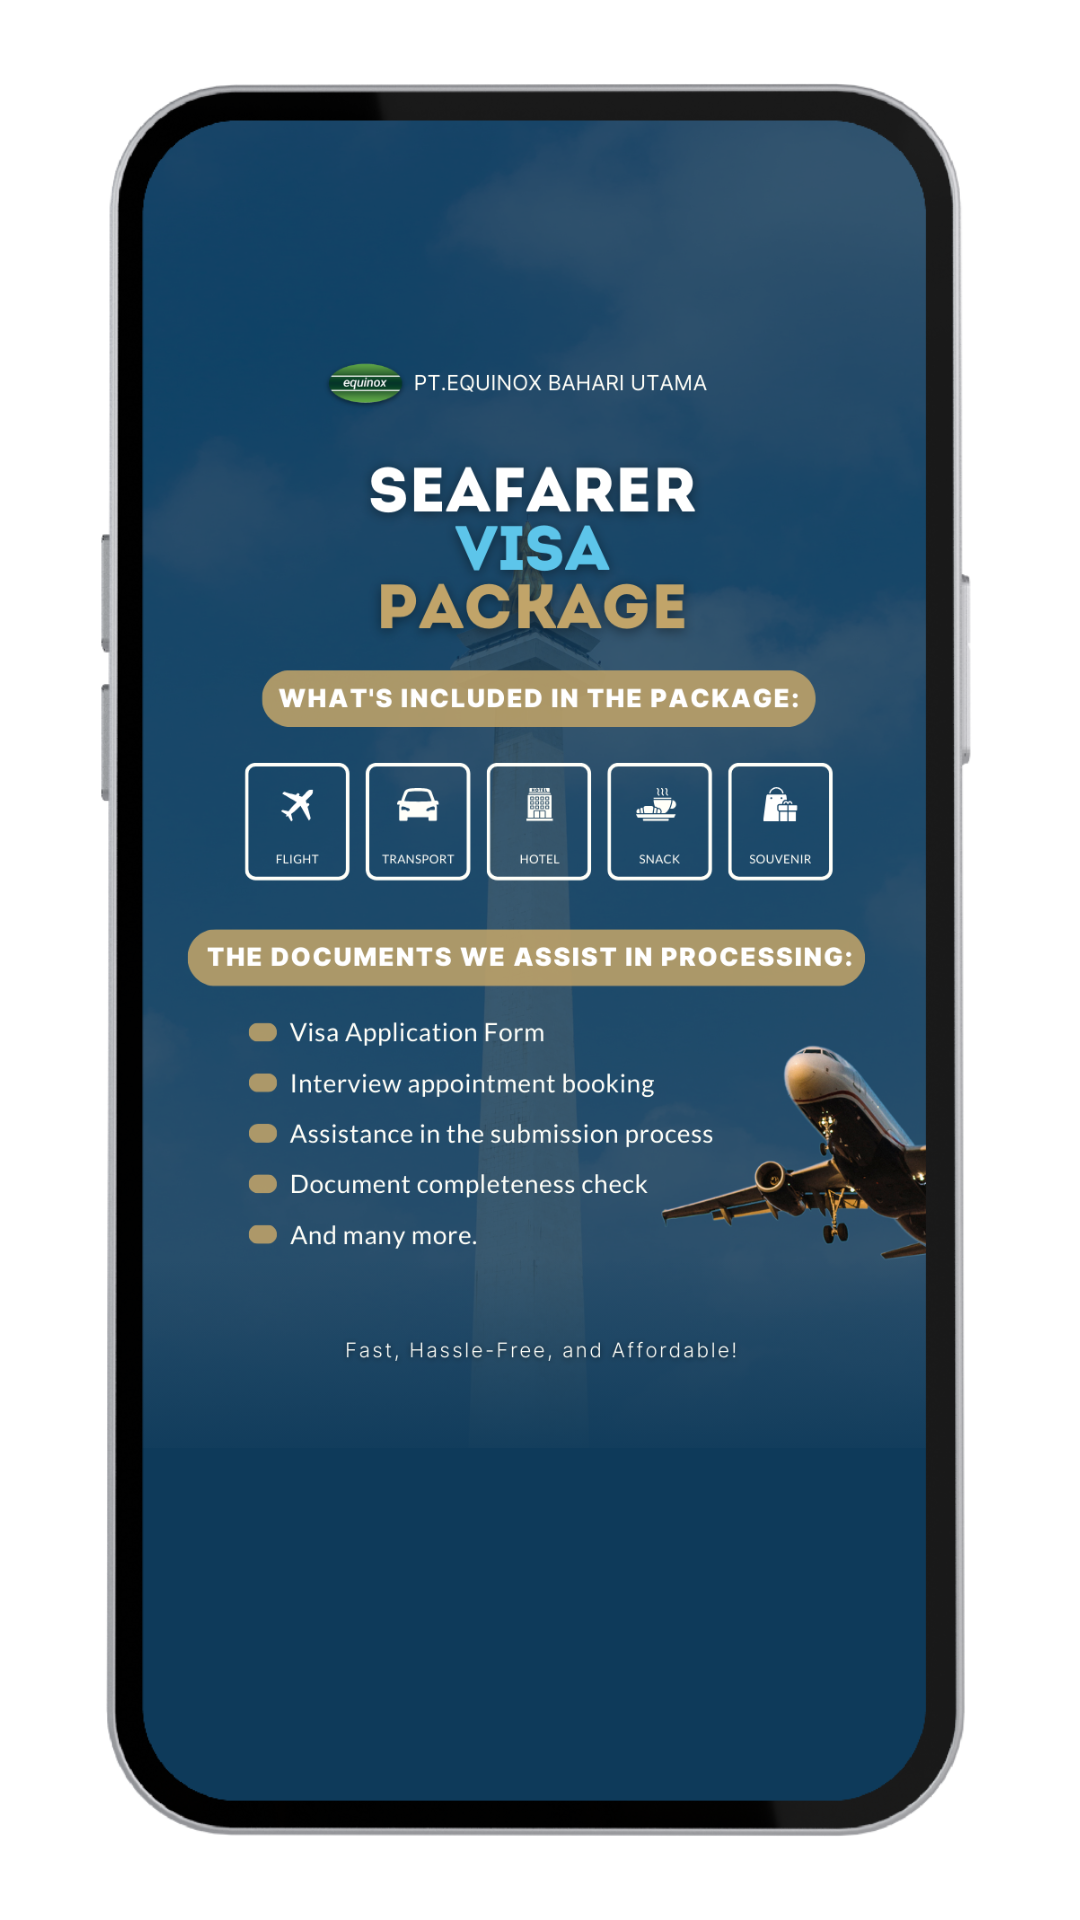 equinox PT.EQUINOX BAHARI UTAMA
SEAFARER
VISA
PACKAGE
WHAT'S INCLUDED IN THE PACKAGE:
HOTEL
FLIGHT TRANSPORT HOTEL SNACK SOUVENIR
THE DOCUMENTS WE ASSIST IN PROCESSING:
Visa Application Form
Interview appointment booking
Assistance in the submission process
Document completeness check
And many more.
Fast, Hassle-Free, and Affordable!